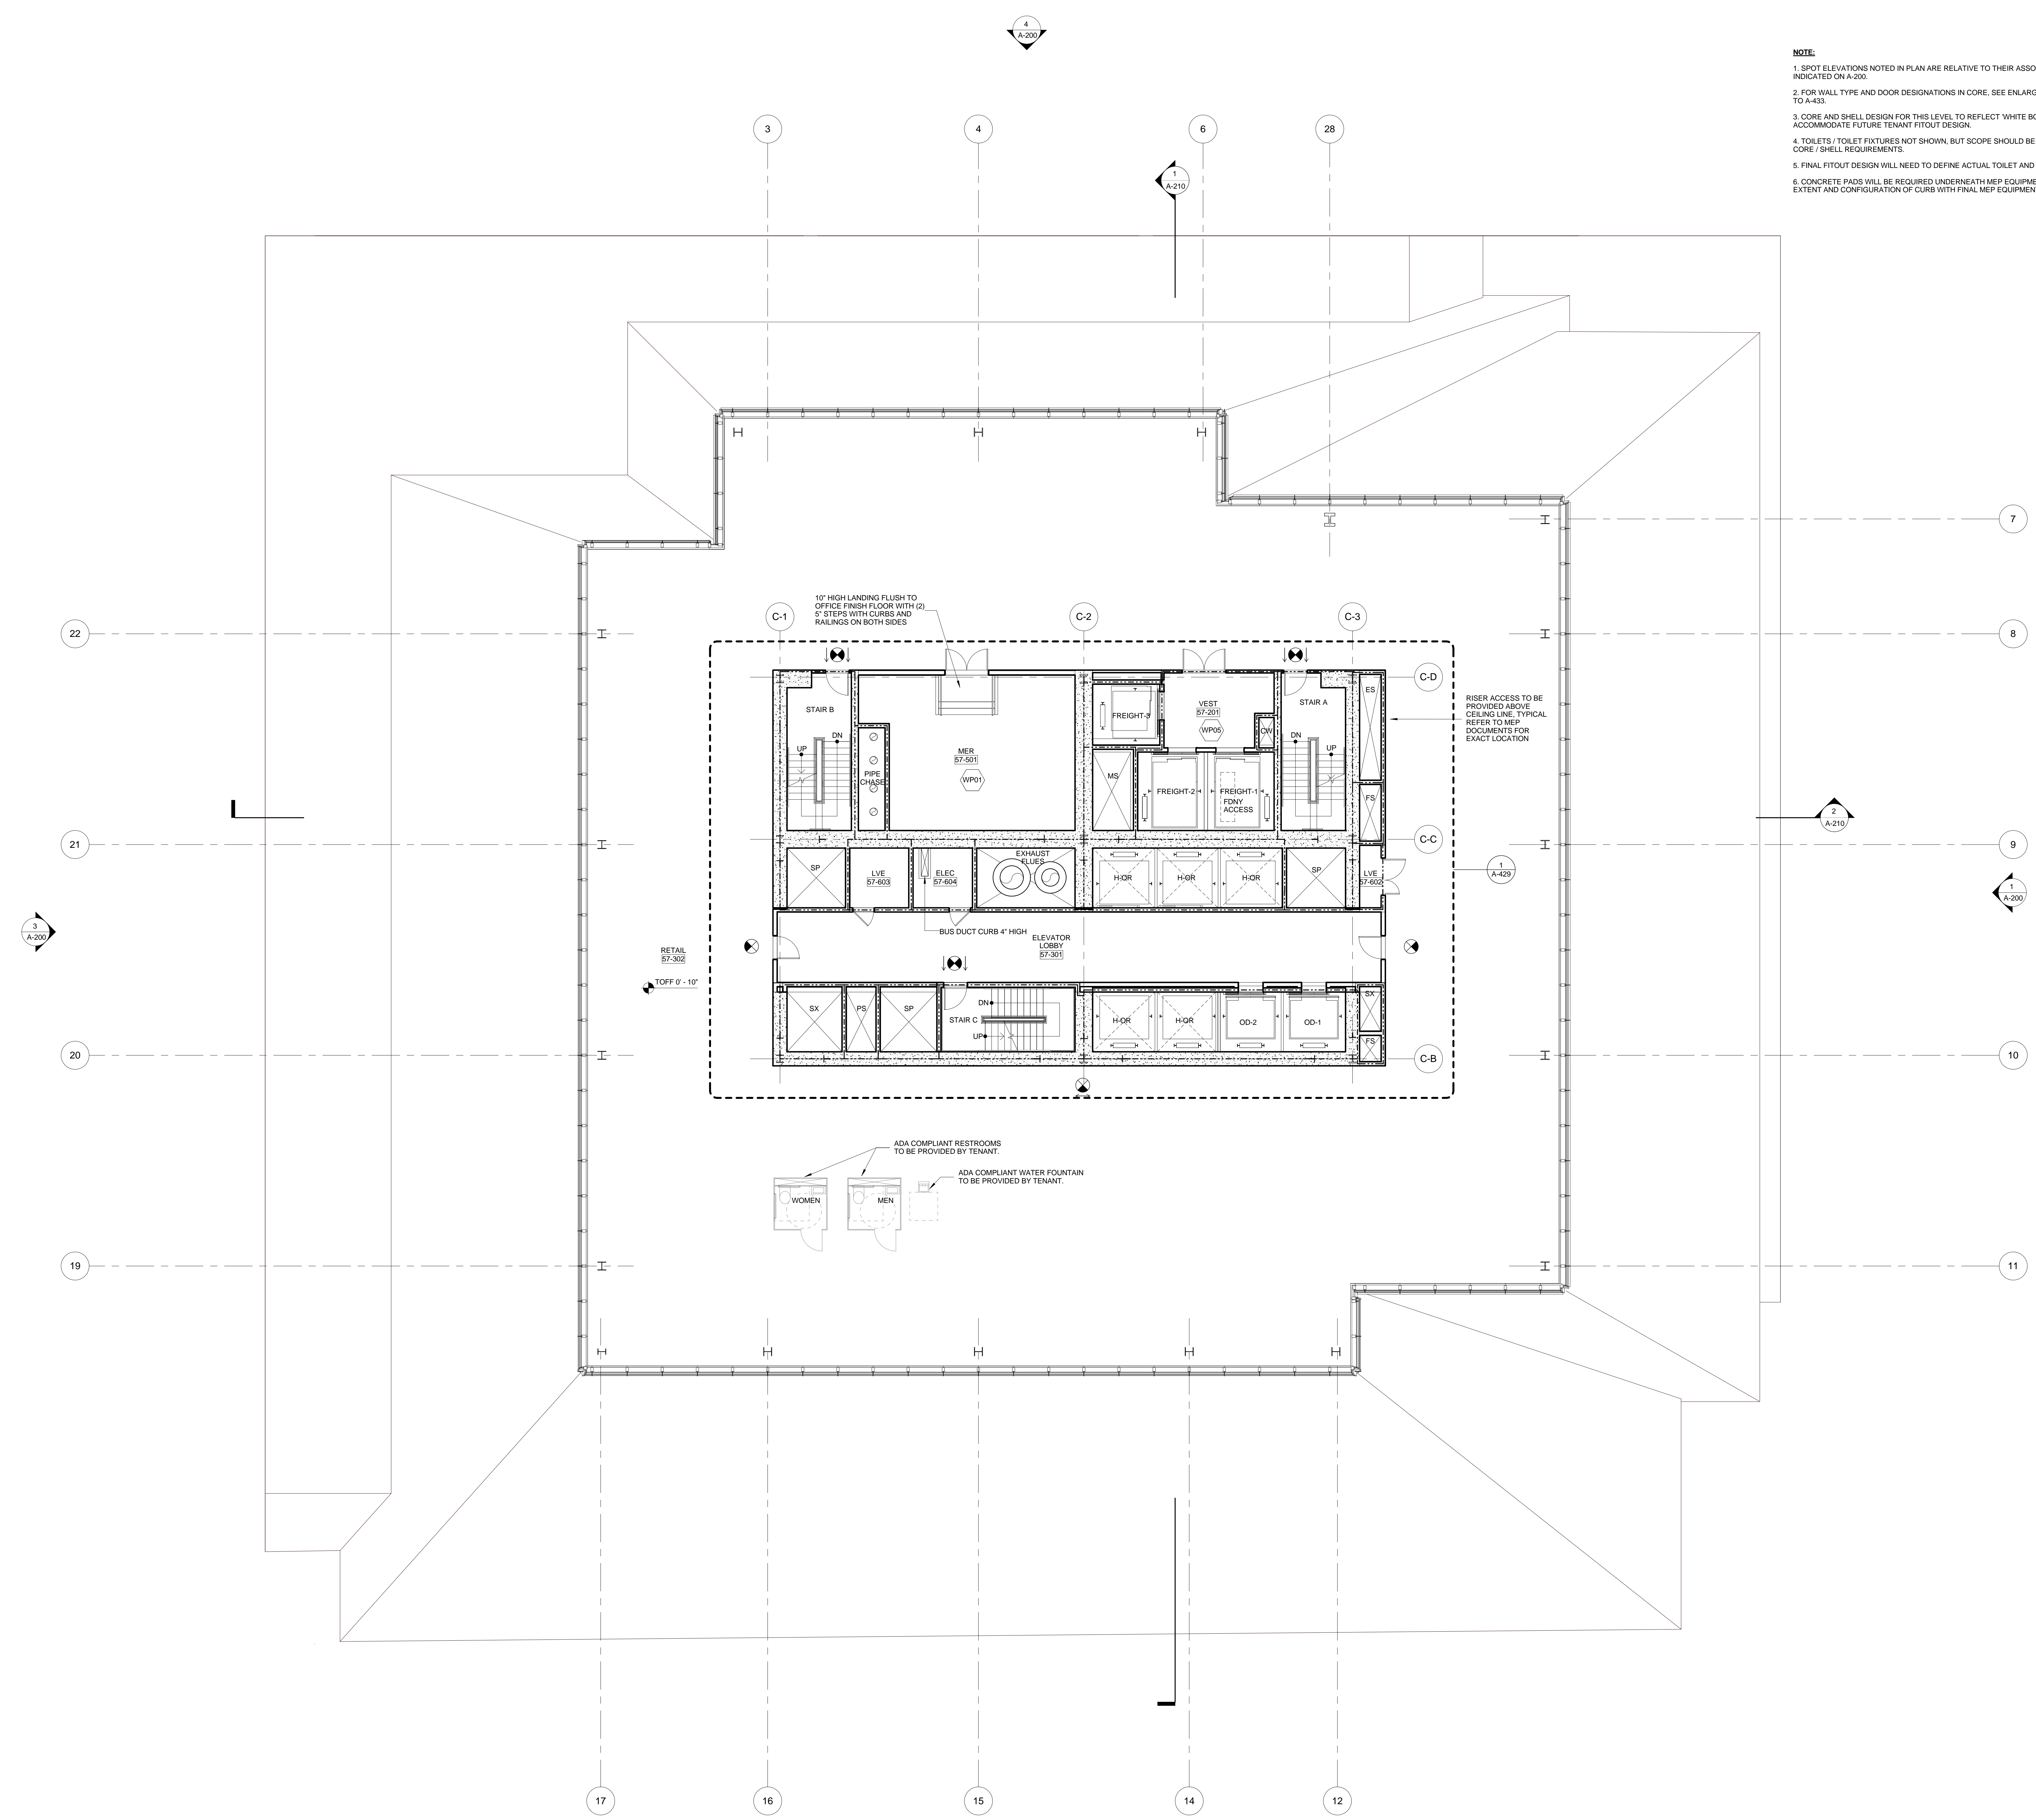 4
A-200
NOTE:
1. SPOT ELEVATIONS NOTED IN PLAN ARE RELATIVE TO THEIR ASSO
INDICATED ON A-200.
2. FOR WALL TYPE AND DOOR DESIGNATIONS IN CORE, SEE ENLARG
TO A-433.
3. CORE AND SHELL DESIGN FOR THIS LEVEL TO REFLECT 'WHITE BO
ACCOMMODATE FUTURE TENANT FITOUT DESIGN.
4. TOILETS / TOILET FIXTURES NOT SHOWN, BUT SCOPE SHOULD BE
CORE / SHELL REQUIREMENTS.
5. FINAL FITOUT DESIGN WILL NEED TO DEFINE ACTUAL TOILET AND
6. CONCRETE PADS WILL BE REQUIRED UNDERNEATH MEP EQUIPME
EXTENT AND CONFIGURATION OF CURB WITH FINAL MEP EQUIPMEN
3
4
6
28
1
A-210
7
22
8
10" HIGH LANDING FLUSH TO
OFFICE FINISH FLOOR WITH (2)
5" STEPS WITH CURBS AND
RAILINGS ON BOTH SIDES
C-1
C-2
C-3
C-D
RISER ACCESS TO BE
PROVIDED ABOVE
CEILING LINE, TYPICAL
REFER TO MEP
DOCUMENTS FOR
EXACT LOCATION
STAIR B
DN
UP
PIPE
CHASE
MER
57-501
WP01
FREIGHT-3
MS
VEST
57-201
WP05
CW
FREIGHT-2
FREIGHT-1
FDNY
ACCESS
STAIR A
DN
UP
ES
FS
2
A-210
21
C-C
9
SP
LVE
57-603
ELEC
57-604
EXHAUST
FLUES
H-OR
H-OR
H-OR
SP
LVE
57-602
1
A-429
1
A-200
3
A-200
BUS DUCT CURB 4" HIGH
ELEVATOR
LOBBY
57-301
RETAIL
57-302
TOFF 0' - 10"
SX
PS
SP
STAIR C
DN
UP
H-OR
H-OR
OD-2
OD-1
SX
FS
20
C-B
10
ADA COMPLIANT RESTROOMS
TO BE PROVIDED BY TENANT.
ADA COMPLIANT WATER FOUNTAIN
TO BE PROVIDED BY TENANT.
WOMEN
MEN
19
11
17
16
15
14
12